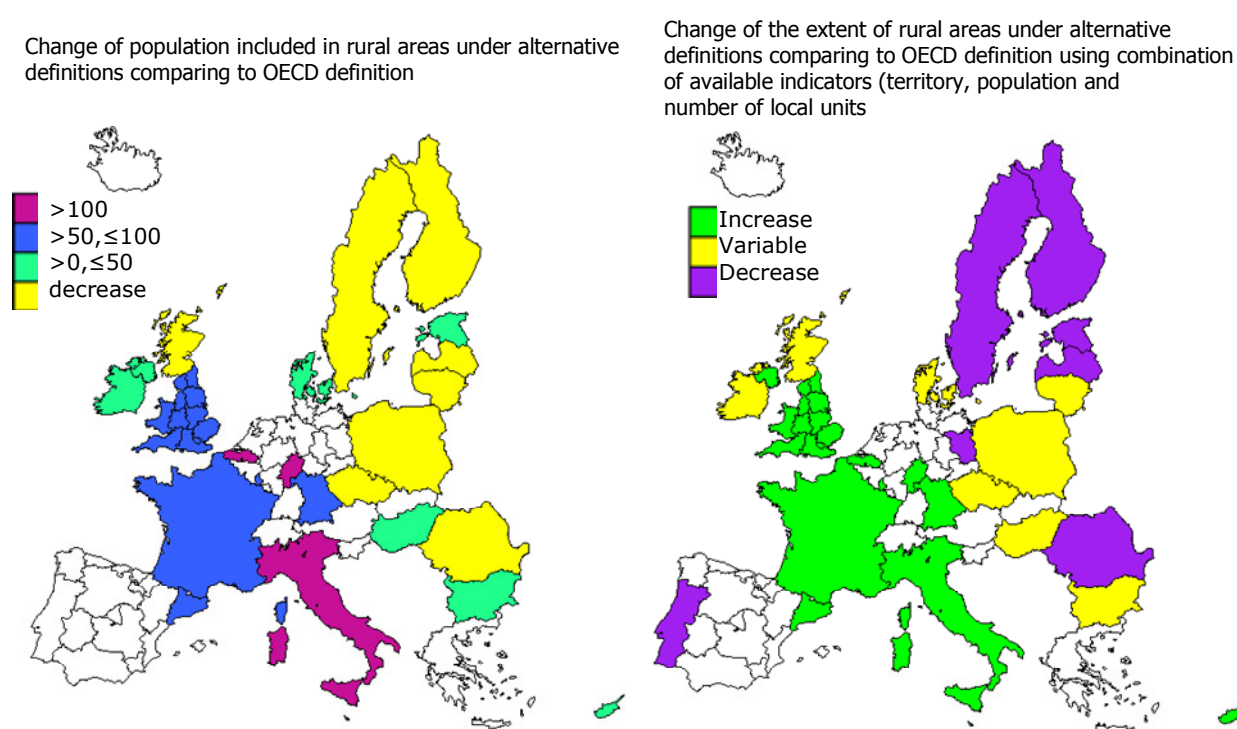 Change of population included in rural areas under alternative
definitions comparing to OECD definition
>100
>50,≤100
>0,≤50
decrease
Change of the extent of rural areas under alternative
definitions comparing to OECD definition using combination
of available indicators (territory, population and
number of local units
Increase
Variable
Decrease